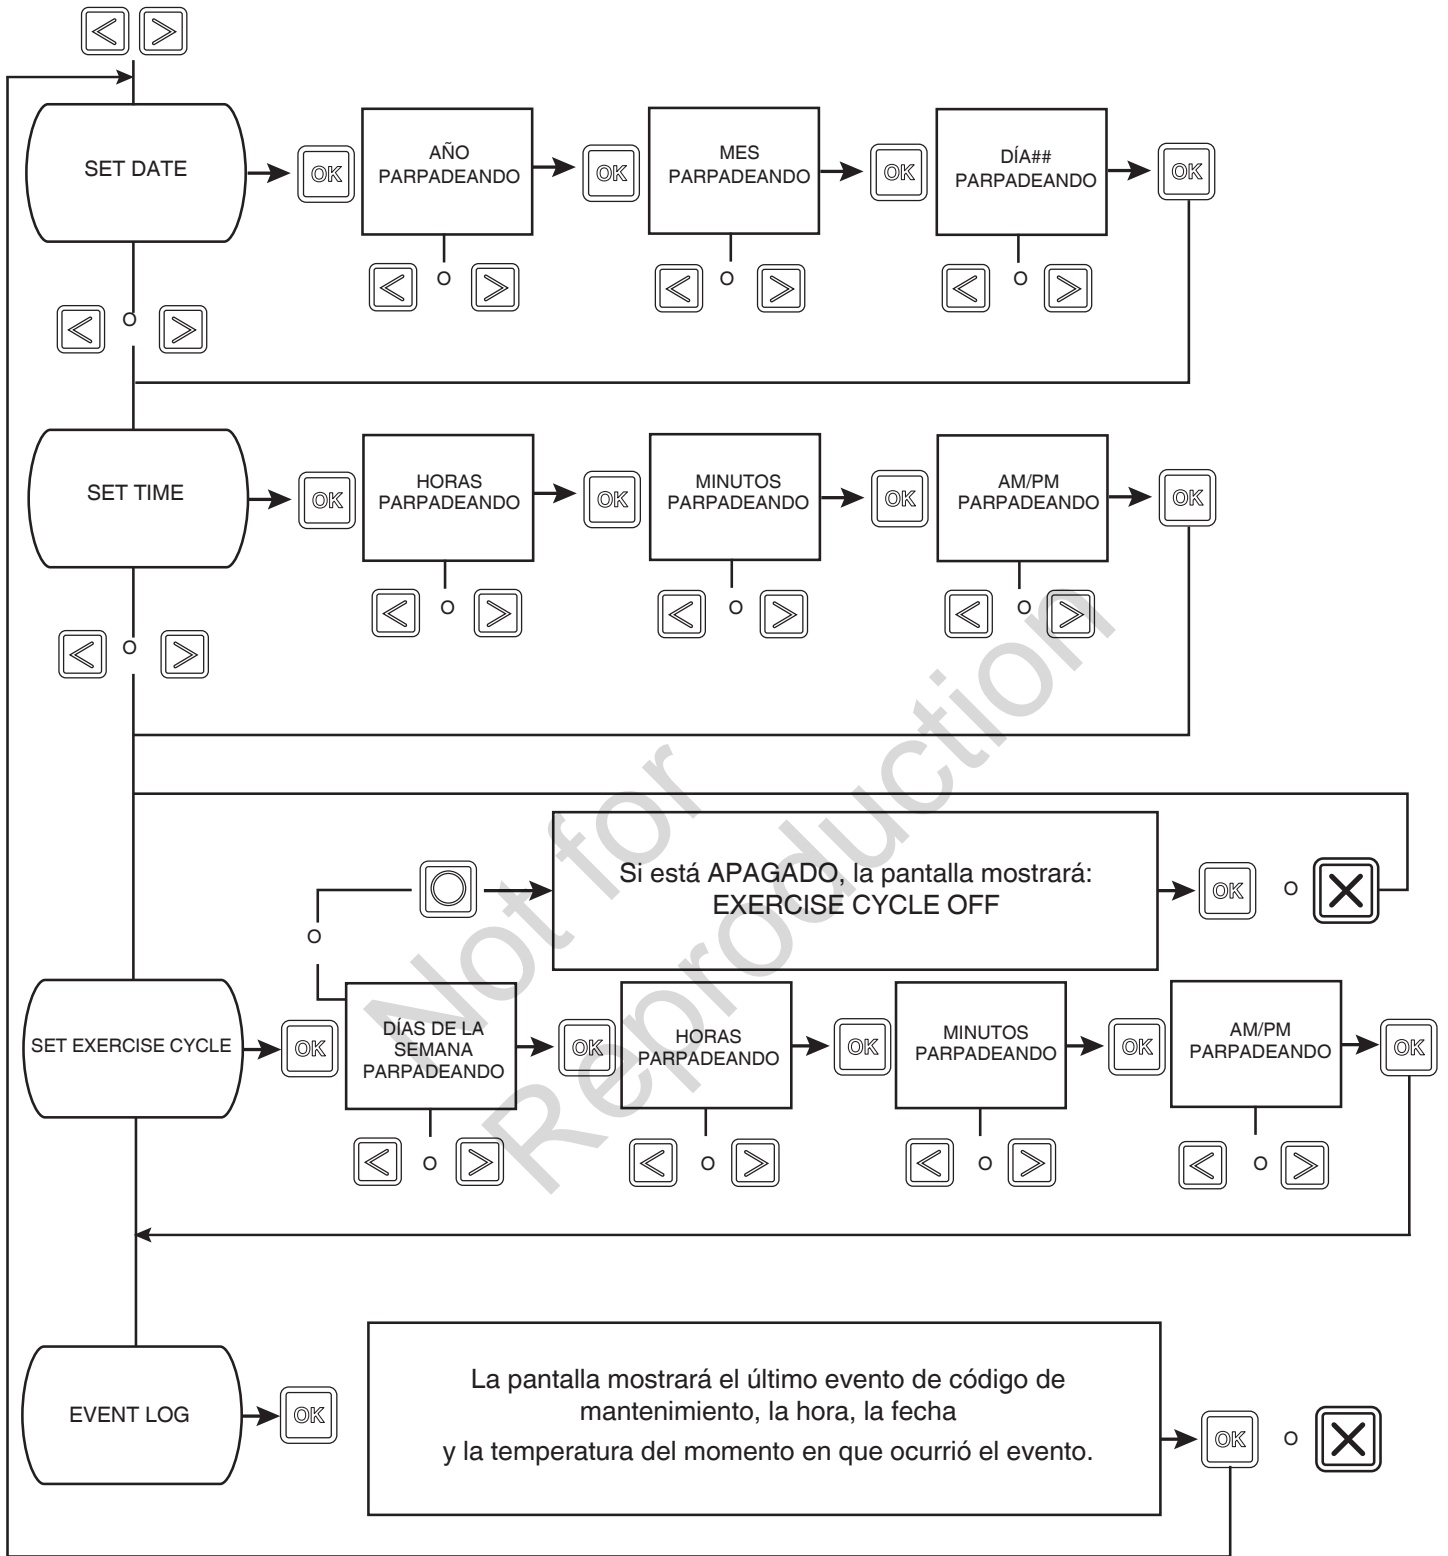 SET DATE
OK
AÑO
PARPADEANDO
OK
MES
PARPADEANDO
OK
DÍA##
PARPADEANDO
OK
O
O
O
O
SET TIME
OK
HORAS
PARPADEANDO
OK
MINUTOS
PARPADEANDO
OK
AM/PM
PARPADEANDO
OK
O
O
O
O
Si está APAGADO, la pantalla mostrará:
EXERCISE CYCLE OFF
OK
O
O
SET EXERCISE CYCLE
OK
DÍAS DE LA
SEMANA
PARPADEANDO
OK
HORAS
PARPADEANDO
OK
MINUTOS
PARPADEANDO
OK
AM/PM
PARPADEANDO
OK
O
O
O
O
EVENT LOG
OK
La pantalla mostrará el último evento de código de
mantenimiento, la hora, la fecha
y la temperatura del momento en que ocurrió el evento.
OK
O
Not for
Reproduction